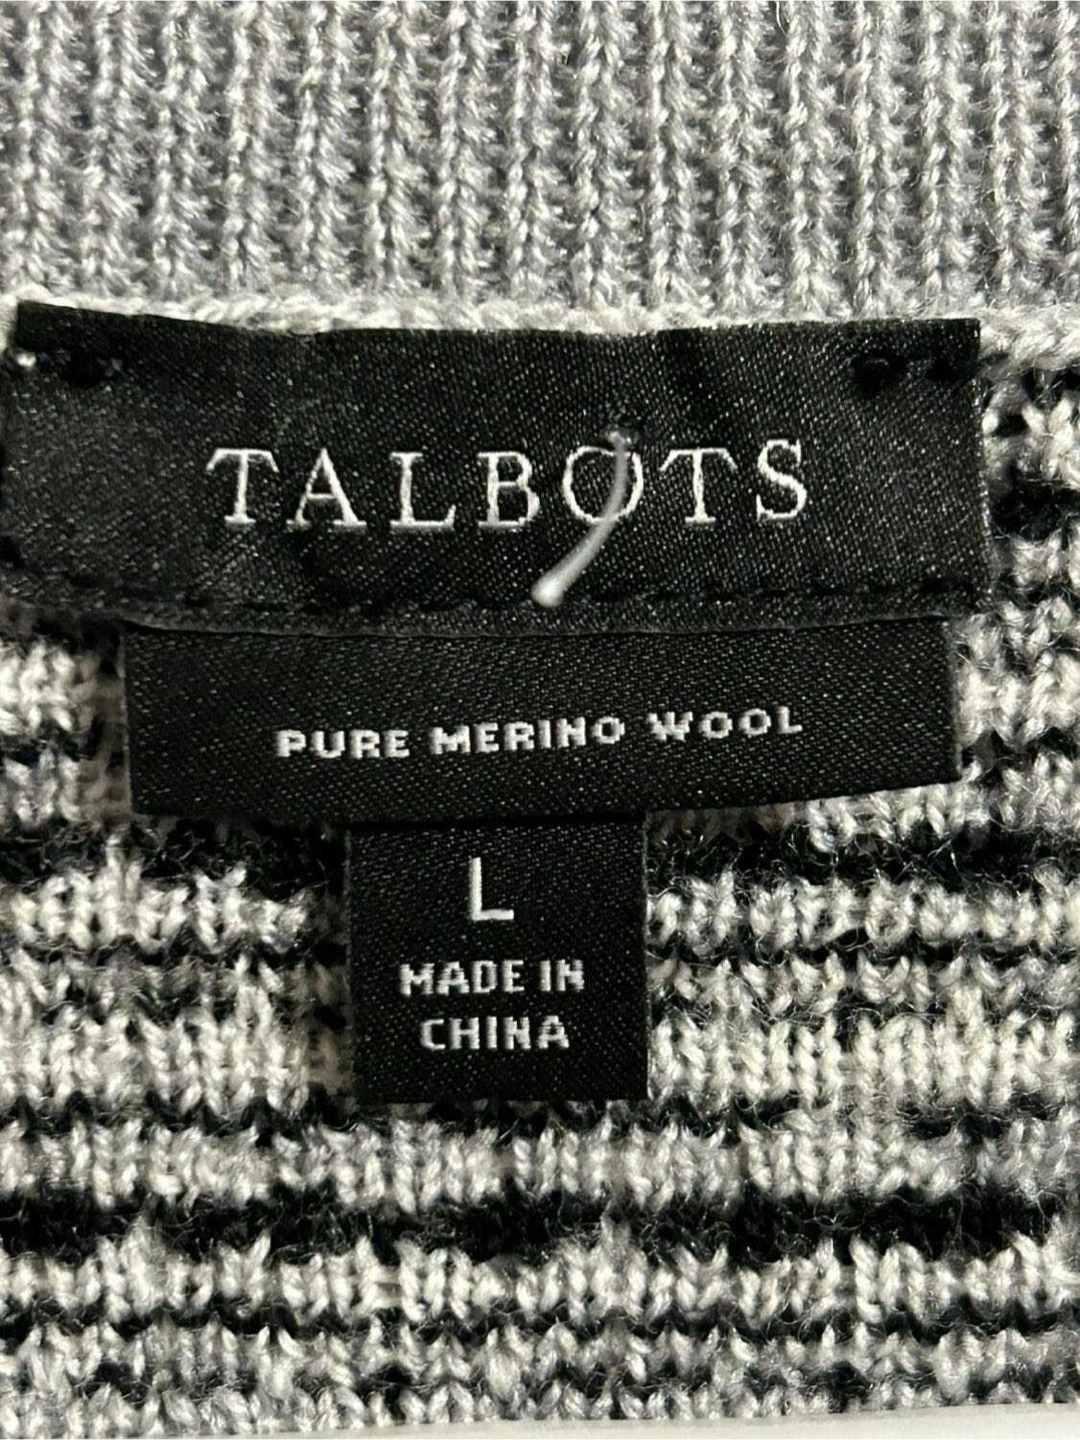 TALBOTS
PURE MERINO WOOL
L
MADE IN
CHINA